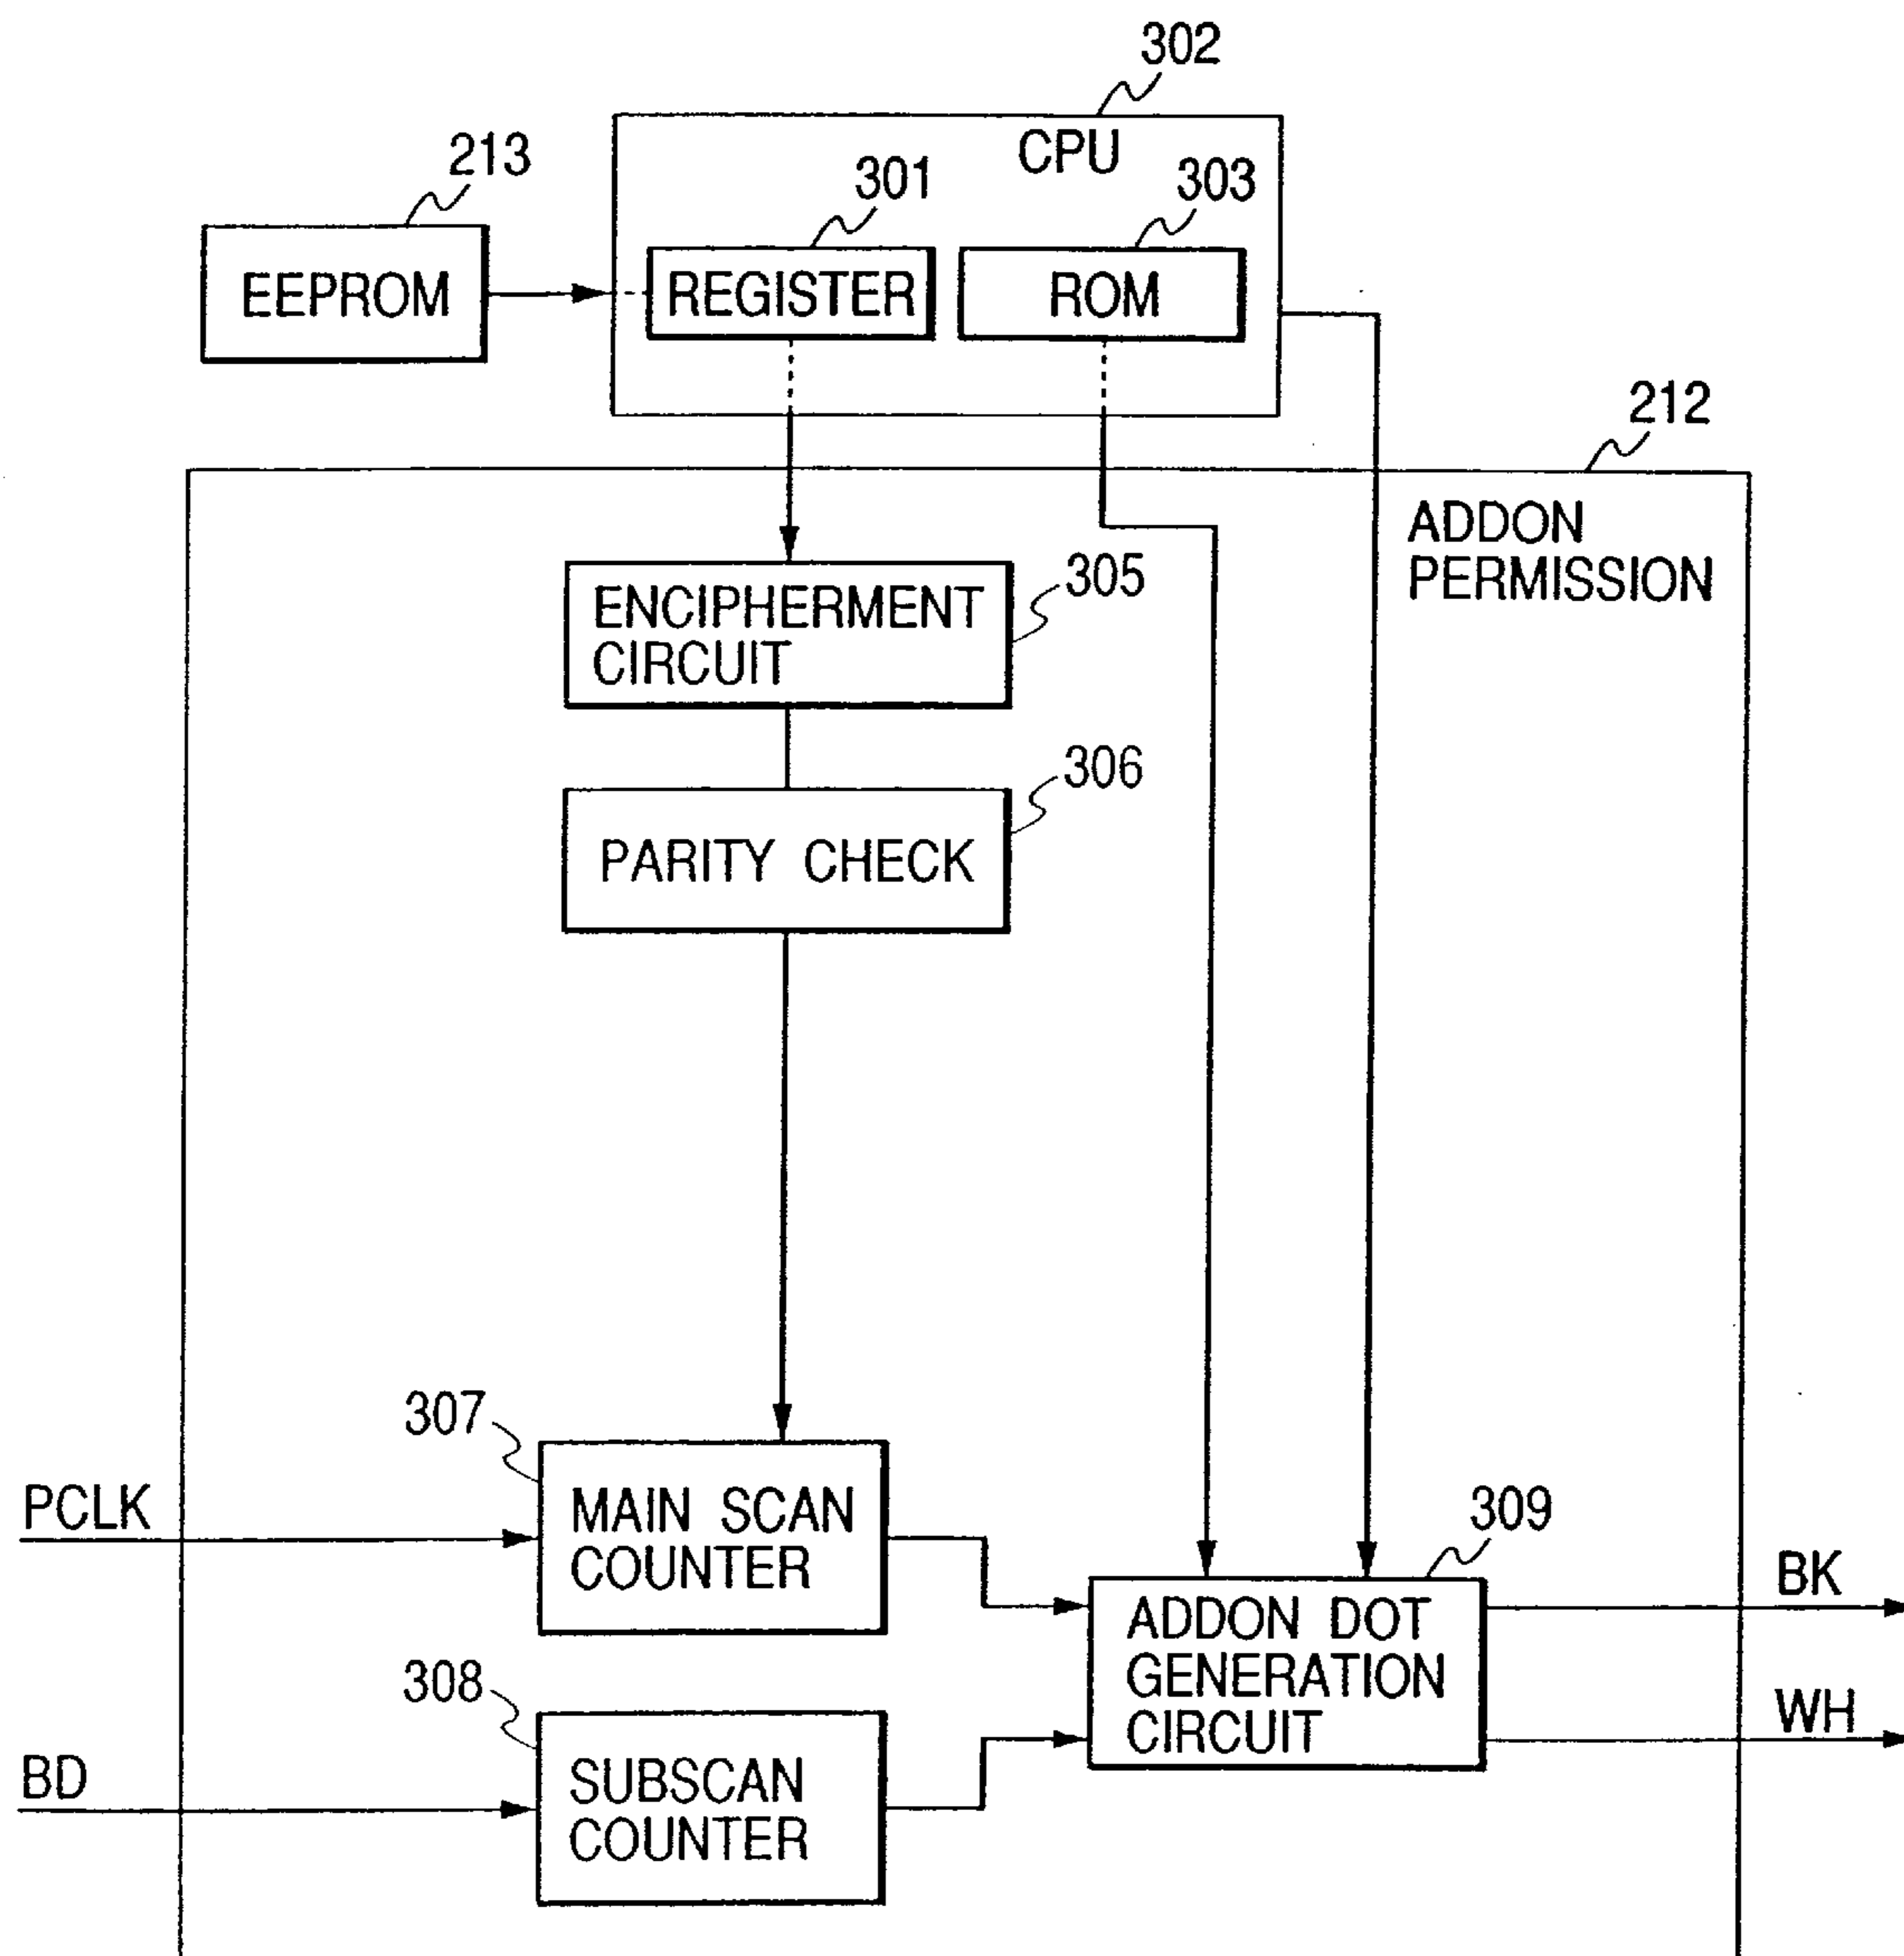 302
CPU
213
301
303
EEPROM
REGISTER
ROM
212
ADDON
PERMISSION
ENCIPHERMENT
CIRCUIT
305
PARITY CHECK
306
307
PCLK
MAIN SCAN
COUNTER
309
ADDON DOT
GENERATION
CIRCUIT
BK
WH
308
BD
SUBSCAN
COUNTER